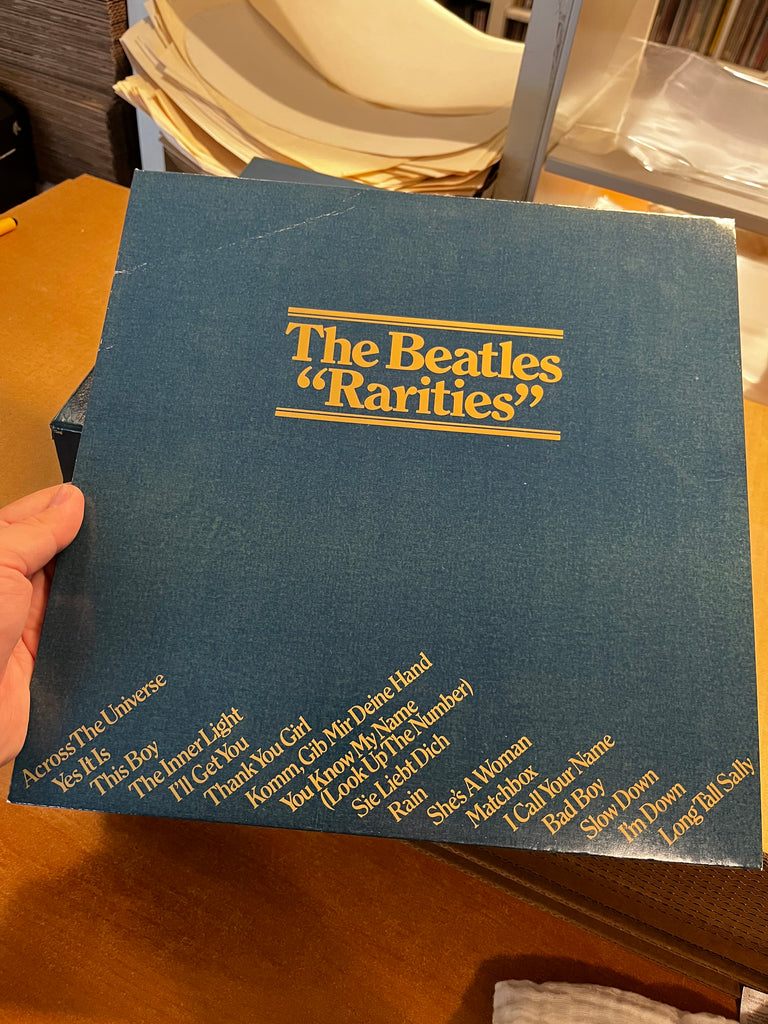 The Beatles
“Rarities”
Across The Universe
Yes It Is
This Boy
The Inner Light
I'll Get You
Thank You Girl
Komm, Gib Mir Deine Hand
You Know My Name
(Look Up The Number)
Sie Liebt Dich
Rain
She's A Woman
Matchbox
I Call Your Name
Bad Boy
Slow Down
I'm Down
Long Tall Sally